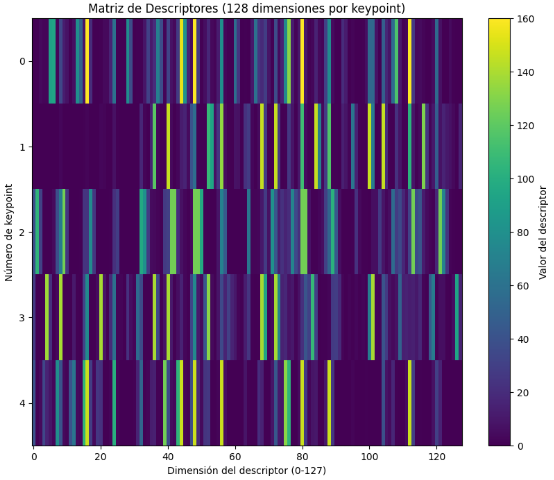 Matriz de Descriptores (128 dimensiones por keypoint)
0
1
2
3
4
Número de keypoint
0 20 40 60 80 100 120
Dimensión del descriptor (0-127)
160
140
120
100
80
60
40
20
0
Valor del descriptor